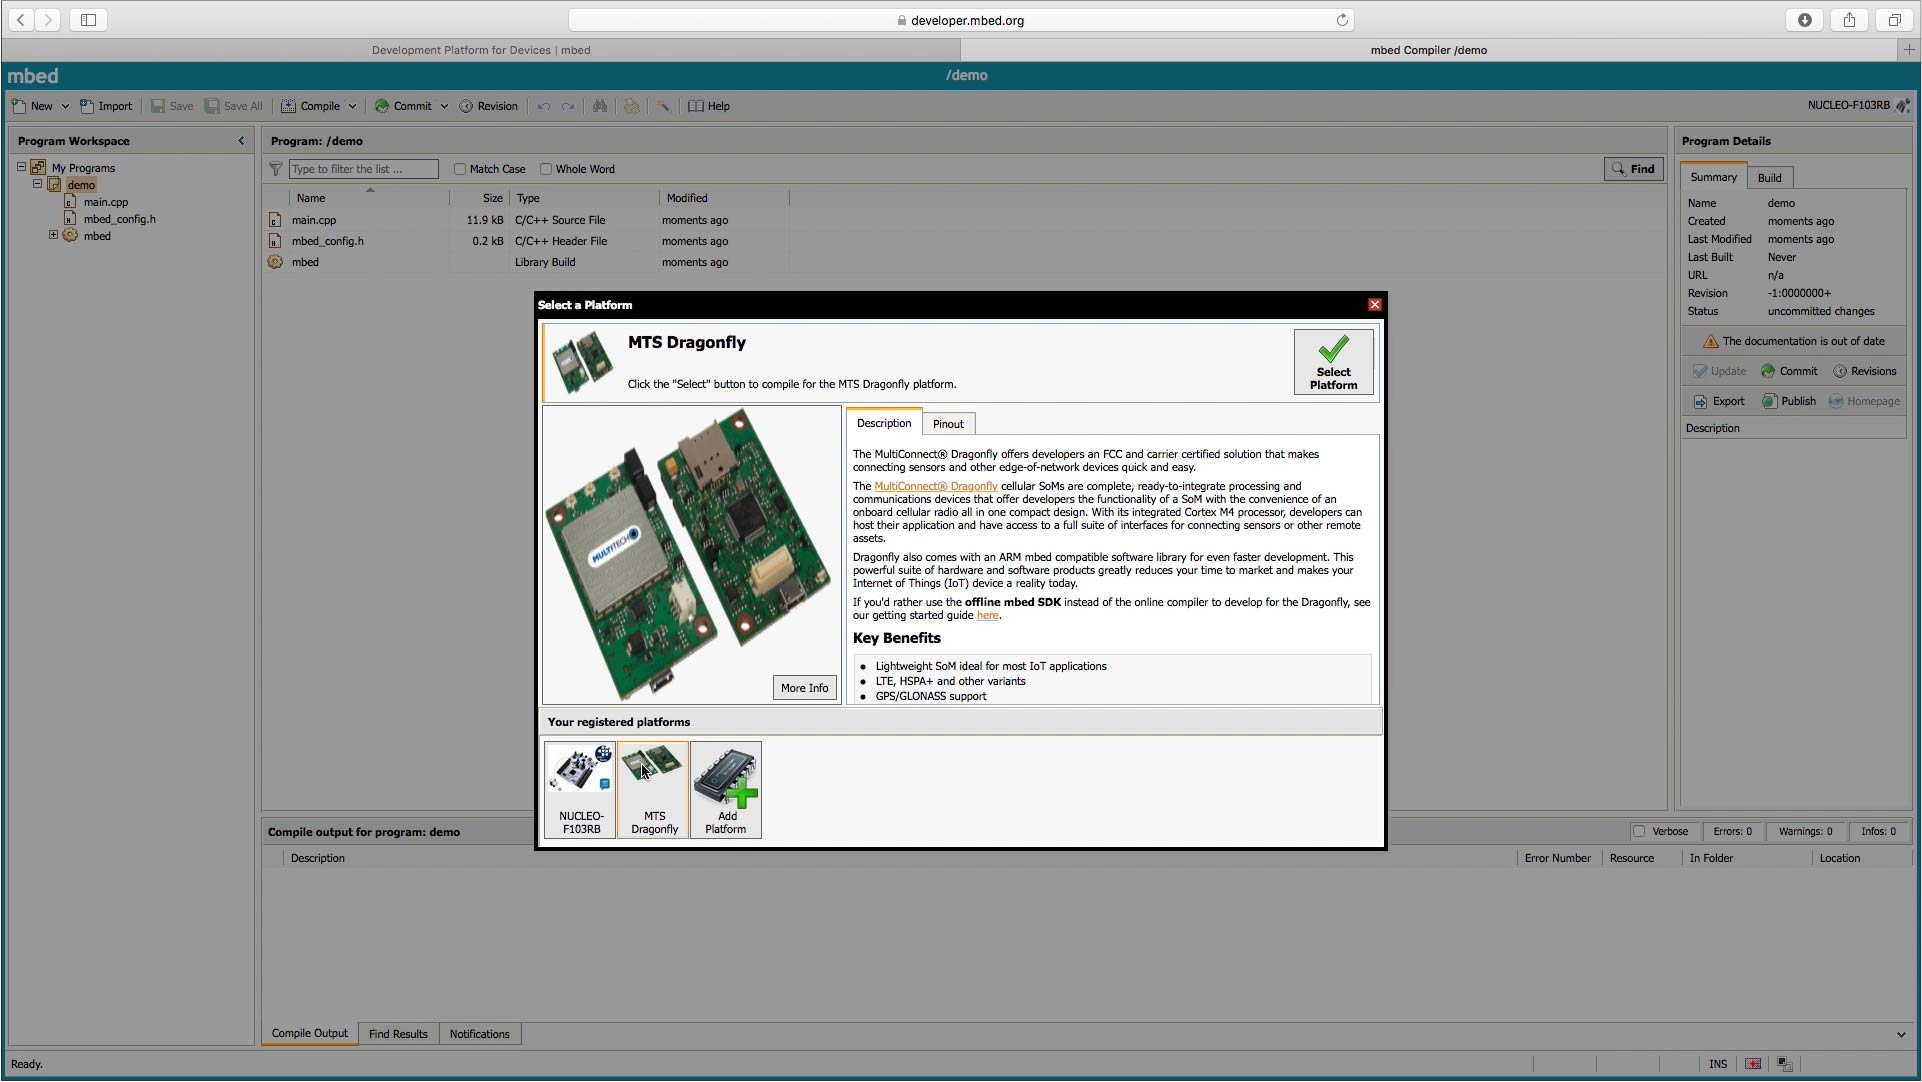 developer.mbed.org
Development Platform for Devices | mbed
mbed Compiler /demo
mbed
/demo
New
Import
Save
Save All
Compile
Commit
Revision
Help
NUCLEO-F103RB
Program Workspace
My Programs
demo
main.cpp
mbed_config.h
mbed
Program: /demo
Type to filter the list ...
Match Case
Whole Word
Find
Name Size Type Modified
main.cpp 11.9 kB C/C++ Source File moments ago
mbed_config.h 0.2 kB C/C++ Header File moments ago
mbed Library Build moments ago
Program Details
Summary Build
Name demo
Created moments ago
Last Modified moments ago
Last Built Never
URL n/a
Revision -1:0000000+
Status uncommitted changes
The documentation is out of date
Update Commit Revisions
Export Publish Homepage
Description
Select a Platform
MTS Dragonfly
Click the "Select" button to compile for the MTS Dragonfly platform.
Select
Platform
MULTITECH
More Info
Description Pinout
The MultiConnect® Dragonfly offers developers an FCC and carrier certified solution that makes
connecting sensors and other edge-of-network devices quick and easy.
The MultiConnect® Dragonfly cellular SoMs are complete, ready-to-integrate processing and
communications devices that offer developers the functionality of a SoM with the convenience of an
onboard cellular radio all in one compact design. With its integrated Cortex M4 processor, developers can
host their application and have access to a full suite of interfaces for connecting sensors or other remote
assets.
Dragonfly also comes with an ARM mbed compatible software library for even faster development. This
powerful suite of hardware and software products greatly reduces your time to market and makes your
Internet of Things (IoT) device a reality today.
If you'd rather use the offline mbed SDK instead of the online compiler to develop for the Dragonfly, see
our getting started guide here.
Key Benefits
Lightweight SoM ideal for most IoT applications
LTE, HSPA+ and other variants
GPS/GLONASS support
Your registered platforms
NUCLEO-
F103RB
MTS
Dragonfly
Add
Platform
Compile output for program: demo
Verbose
Errors: 0
Warnings: 0
Infos: 0
Description Error Number Resource In Folder Location
Compile Output Find Results Notifications
Ready.
INS